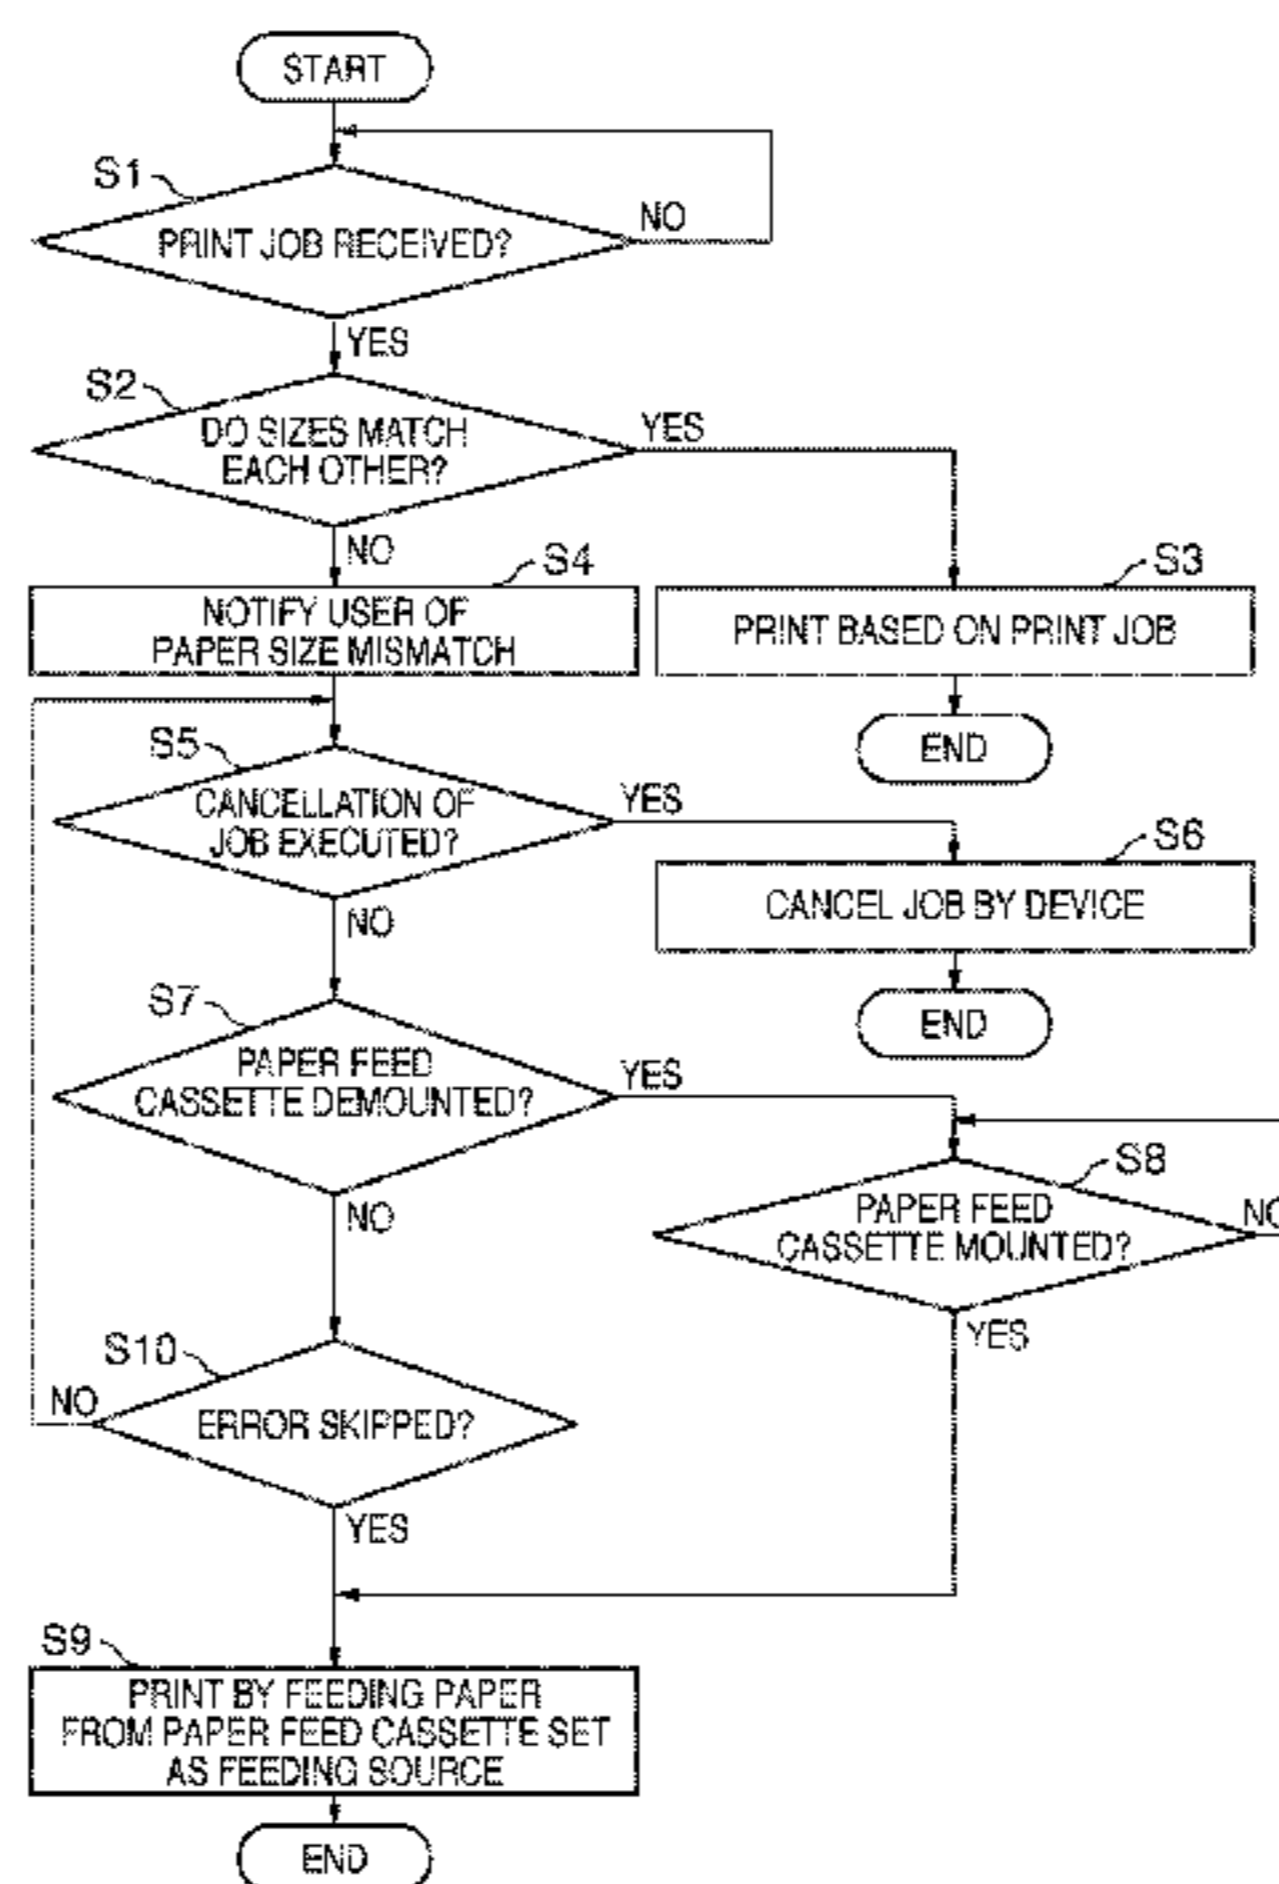 START
S1
PRINT JOB RECEIVED?
NO
YES
S2
DO SIZES MATCH
EACH OTHER?
YES
NO
S4
NOTIFY USER OF
PAPER SIZE MISMATCH
S3
PRINT BASED ON PRINT JOB
END
S5
CANCELLATION OF
JOB EXECUTED?
YES
NO
S6
CANCEL JOB BY DEVICE
END
S7
PAPER FEED
CASSETTE DEMOUNTED?
YES
NO
S8
PAPER FEED
CASSETTE MOUNTED?
NO
YES
S10
ERROR SKIPPED?
NO
YES
S9
PRINT BY FEEDING PAPER
FROM PAPER FEED CASSETTE SET
AS FEEDING SOURCE
END